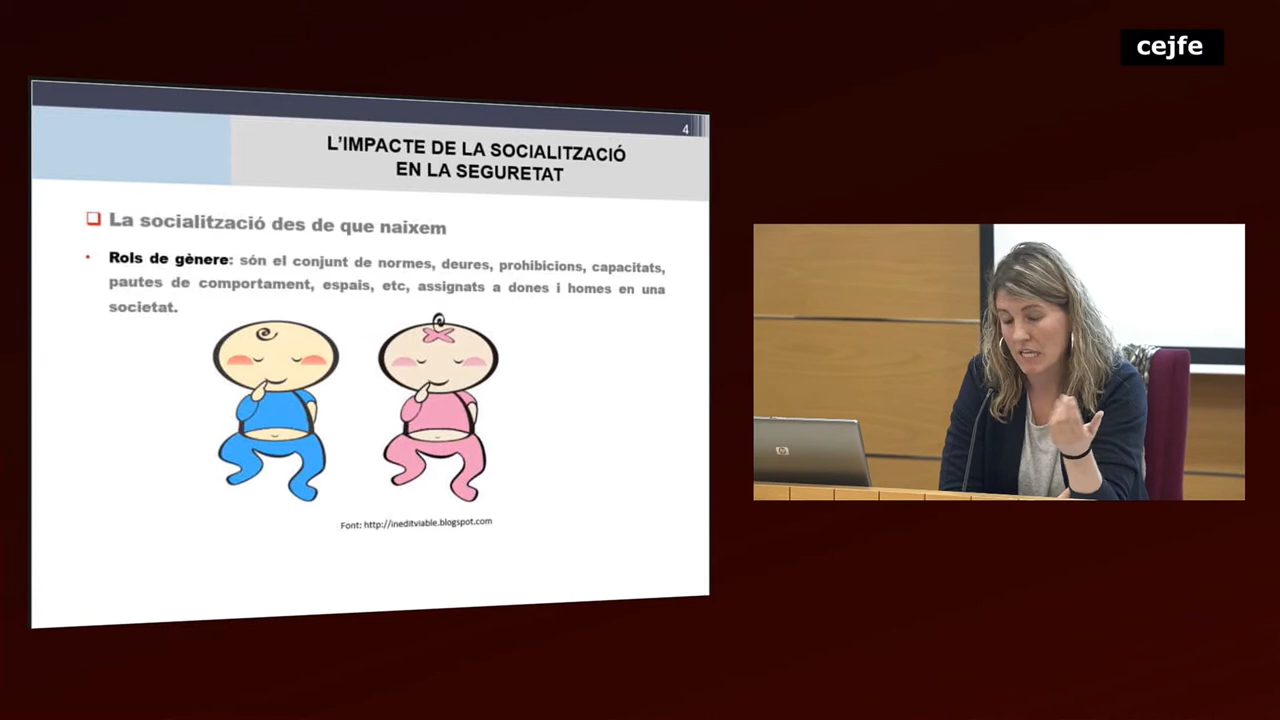 cejfe
4
L'IMPACTE DE LA SOCIALITZACIÓ
EN LA SEGURETAT
La socialització des de que naixem
Rols de gènere: són el conjunt de normes, deures, prohibicions, capacitats,
pautes de comportament, espais, etc, assignats a dones i homes en una
societat.
Font: http://ineditviable.blogspot.com
hp